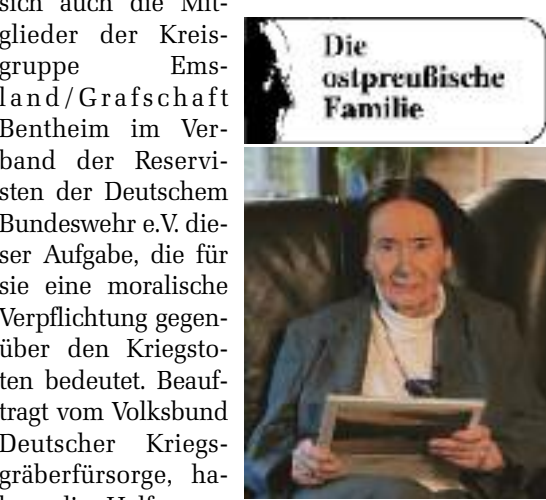 sich auch die Mit-
glieder der Kreis-
gruppe Ems-
land/Grafschaft
Bentheim im Ver-
band der Reservi-
sten der Deutschem
Bundeswehr e.V. die-
ser Aufgabe, die für
sie eine moralische
Verpflichtung gegen-
über den Kriegsto-
ten bedeutet. Beauf-
tragt vom Volksbund
Deutscher Kriegs-
gräberfürsorge, ha-
Die
ostpreußische
Familie